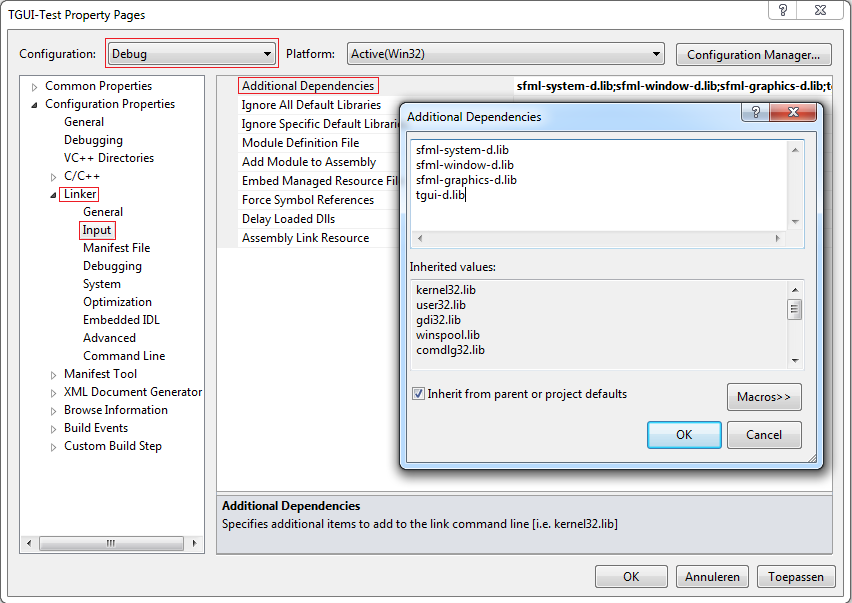 TGUI-Test Property Pages
Configuration: Debug Platform: Active(Win32) Configuration Manager...
Common Properties
Configuration Properties
General
Debugging
VC++ Directories
C/C++
Linker
General
Input
Manifest File
Debugging
System
Optimization
Embedded IDL
Advanced
Command Line
Manifest Tool
XML Document Generator
Browse Information
Build Events
Custom Build Step
Additional Dependencies sfml-system-d.lib;sfml-window-d.lib;sfml-graphics-d.lib;t
Ignore All Default Libraries
Ignore Specific Default Librari
Module Definition File
Add Module to Assembly
Embed Managed Resource Fil
Force Symbol References
Delay Loaded Dlls
Assembly Link Resource
Additional Dependencies
sfml-system-d.lib
sfml-window-d.lib
sfml-graphics-d.lib
tgui-d.lib
Inherited values:
kernel32.lib
user32.lib
gdi32.lib
winspool.lib
comdlg32.lib
Inherit from parent or project defaults
Macros>>
OK Cancel
Additional Dependencies
Specifies additional items to add to the link command line [i.e. kernel32.lib]
OK Annuleren Toepassen